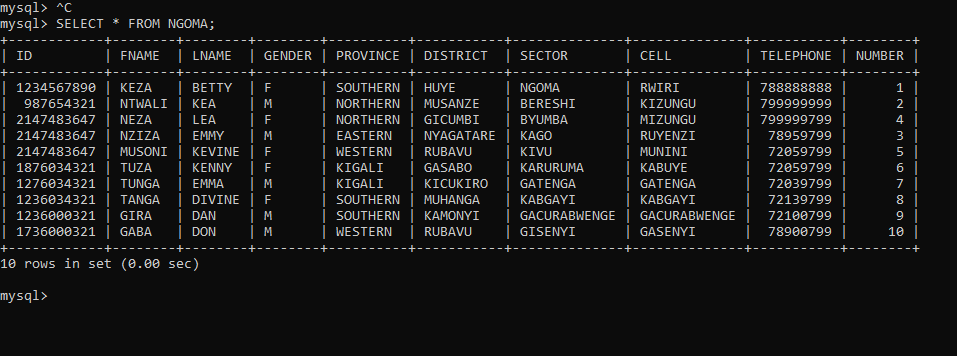 mysql> ^C
mysql> SELECT * FROM NGOMA;
+------------+--------+--------+--------+----------+-----------+-------------+-------------+-----------+--------+
| ID         | FNAME  | LNAME  | GENDER | PROVINCE | DISTRICT  | SECTOR      | CELL        | TELEPHONE | NUMBER |
+------------+--------+--------+--------+----------+-----------+-------------+-------------+-----------+--------+
| 1234567890 | KEZA   | BETTY  | F      | SOUTHERN | HUYE      | NGOMA       | RWIRI       | 788888888 |      1 |
|  987654321 | NTWALI | KEA    | M      | NORTHERN | MUSANZE   | BERESHI     | KIZUNGU     | 799999999 |      2 |
| 2147483647 | NEZA   | LEA    | F      | NORTHERN | GICUMBI   | BYUMBA      | MIZUNGU     | 799999799 |      4 |
| 2147483647 | NZIZA  | EMMY   | M      | EASTERN  | NYAGATARE | KAGO        | RUYENZI     |  78959799 |      3 |
| 2147483647 | MUSONI | KEVINE | F      | WESTERN  | RUBAVU    | KIVU        | MUNINI      |  72059799 |      5 |
| 1876034321 | TUZA   | KENNY  | F      | KIGALI   | GASABO    | KARURUMA    | KABUYE      |  72059799 |      6 |
| 1276034321 | TUNGA  | EMMA   | M      | KIGALI   | KICUKIRO  | GATENGA     | GATENGA     |  72039799 |      7 |
| 1236034321 | TANGA  | DIVINE | F      | SOUTHERN | MUHANGA   | KABGAYI     | KABGAYI     |  72139799 |      8 |
| 1236000321 | GIRA   | DAN    | M      | SOUTHERN | KAMONYI   | GACURABWENGE | GACURABWENGE |  72100799 |      9 |
| 1736000321 | GABA   | DON    | M      | WESTERN  | RUBAVU    | GISENYI     | GASENYI     |  78900799 |     10 |
+------------+--------+--------+--------+----------+-----------+-------------+-------------+-----------+--------+
10 rows in set (0.00 sec)
mysql>